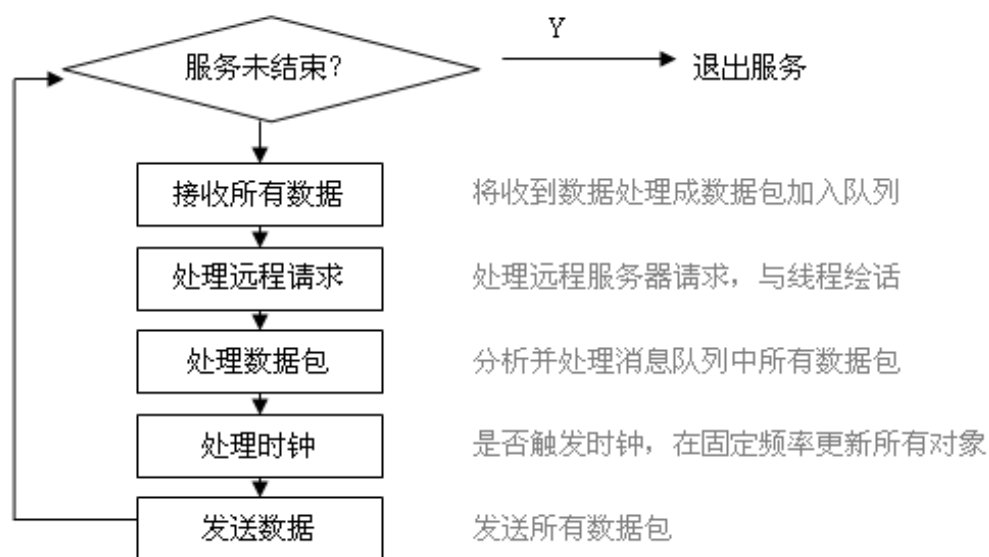 Y
服务未结束?
退出服务
接收所有数据
将收到数据处理成数据包加入队列
处理远程请求
处理远程服务器请求，与线程绘话
处理数据包
分析并处理消息队列中所有数据包
处理时钟
是否触发时钟，在固定频率更新所有对象
发送数据
发送所有数据包